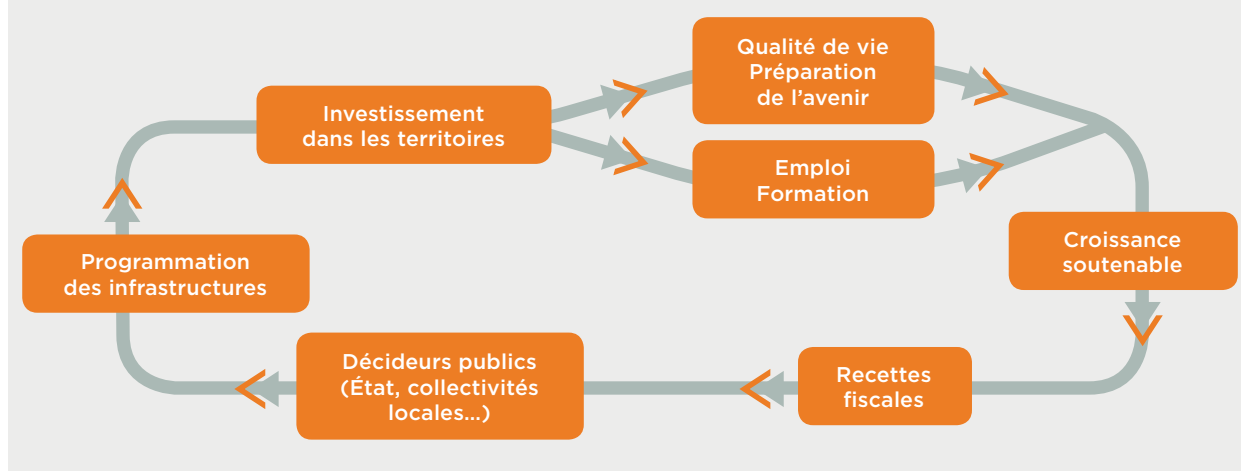 Qualité de vie
Préparation
de l’avenir
Investissement
dans les territoires
Emploi
Formation
Croissance
soutenable
Programmation
des infrastructures
Décideurs publics
(État, collectivités
locales…)
Recettes
fiscales